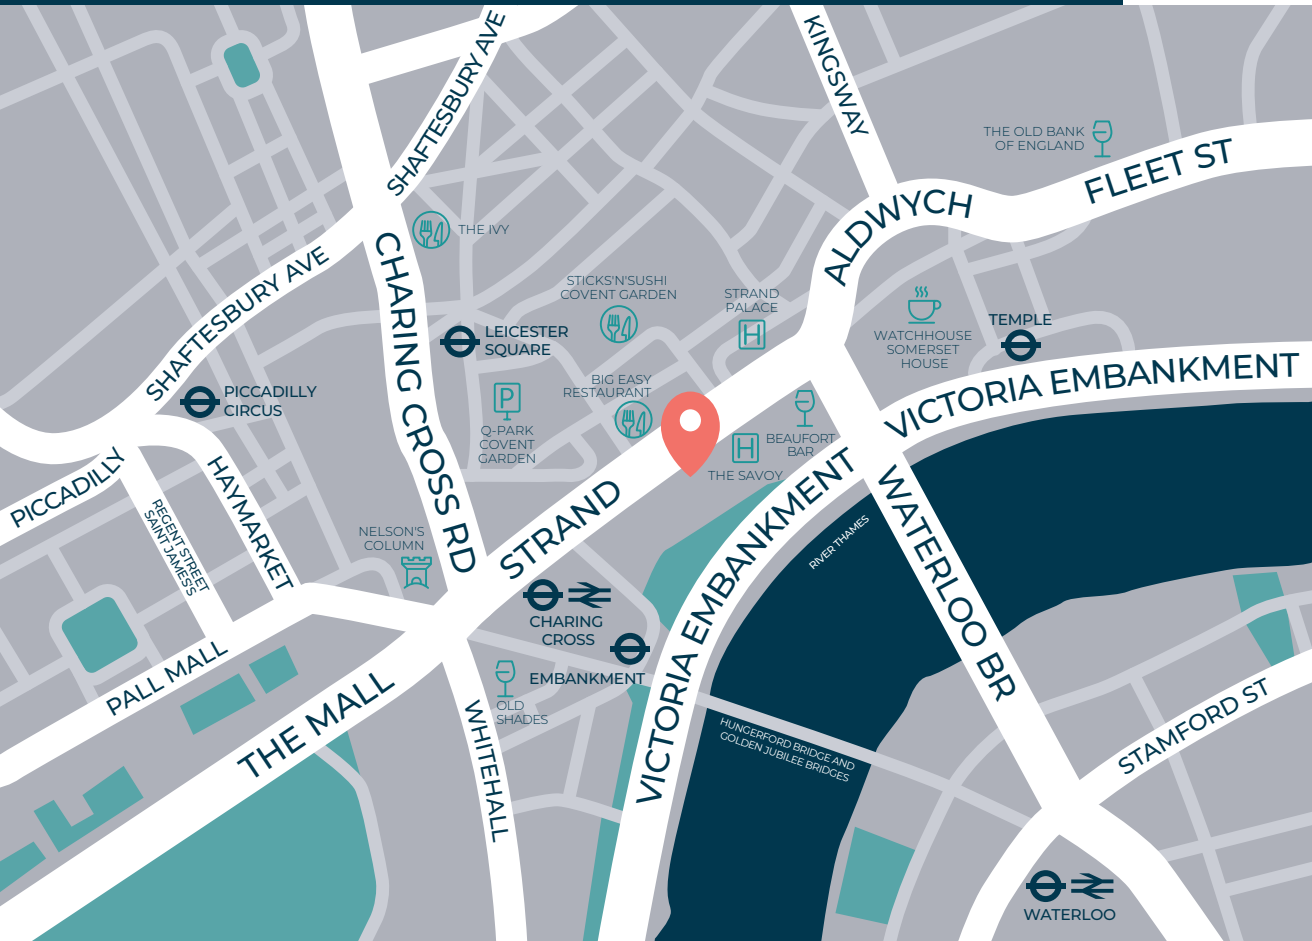 SHAFTESBURY AVE
KINGSWAY
THE OLD BANK
OF ENGLAND
FLEET ST
ALDWYCH
THE IVY
CHARING CROSS RD
SHAFTESBURY AVE
STICKS'N'SUSHI
COVENT GARDEN
STRAND
PALACE
H
WATCHHOUSE
SOMERSET
HOUSE
TEMPLE
LEICESTER
SQUARE
VICTORIA EMBANKMENT
PICCADILLY
CIRCUS
BIG EASY
RESTAURANT
P
Q-PARK
COVENT
GARDEN
BEAUFORT
BAR
H
THE SAVOY
PICCADILLY
HAYMARKET
REGENT STREET
SAINT JAMES'S
STRAND
VICTORIA EMBANKMENT
WATERLOO BR
RIVER THAMES
NELSON'S
COLUMN
CHARING
CROSS
EMBANKMENT
PALL MALL
THE MALL
OLD
SHADES
WHITEHALL
HUNGERFORD BRIDGE AND
GOLDEN JUBILEE BRIDGES
STAMFORD ST
WATERLOO